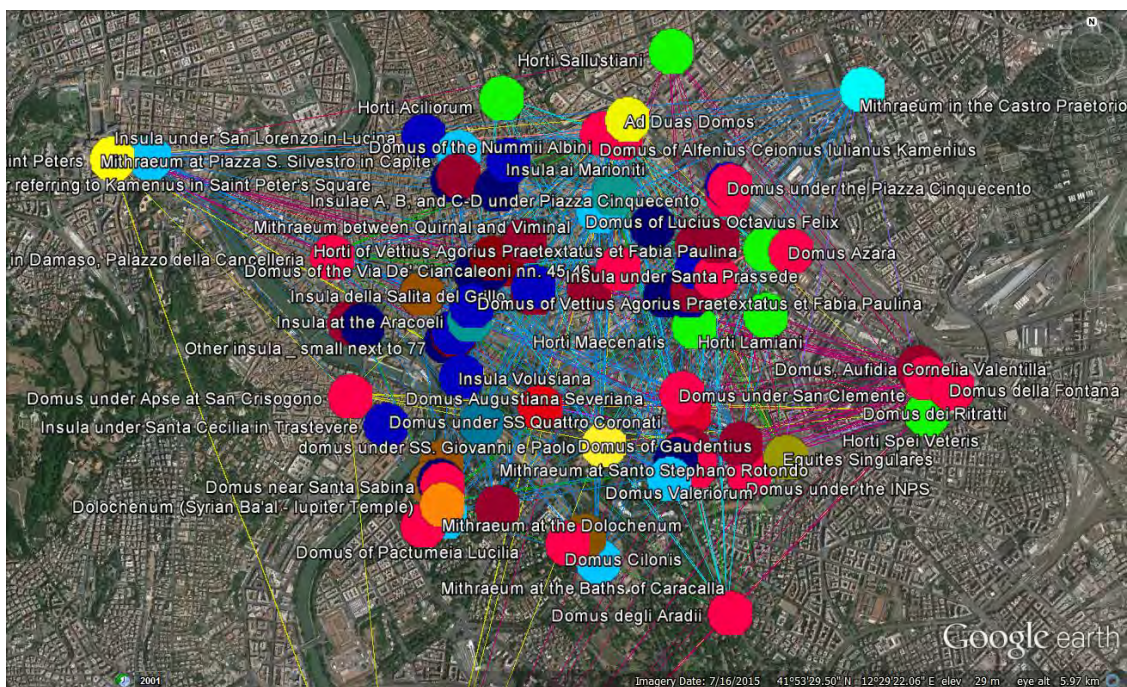 N
Horti Sallustiani
Horti Aciliorum
Mithraeum in the Castro Praetorio
Ad Duas Domos
Insula under San Lorenzo in Lucina
Domus of the Nummii Albini
Domus of Alfenius Ceionius Iulianus Kamenius
int Peters
Mithraeum at Piazza S. Silvestro in Capite
Insula ai Marioniti
r referring to Kamenius in Saint Peter's Square
Domus under the Piazza Cinquecento
Insulae A, B, and C-D under Piazza Cinquecento
Domus of Lucius Octavius Felix
Mithraeum between Quirnal and Viminal
Horti of Vettius Agorius Praetextatus et Fabia Paulina
Domus Azara
in Damaso, Palazzo della Cancelleria
Domus of the Via De' Ciancaleoni nn. 45-46
Insula under Santa Prassede
Insula della Salita del Grillo
Domus of Vettius Agorius Praetextatus et Fabia Paulina
Insula at the Aracoeli
Horti Maecenatis
Horti Lamiani
Other insula _ small next to 77
Domus, Aufidia Cornelia Valentilla
Insula Volusiana
Domus della Fontana
Domus under Apse at San Crisogono
Domus Augustiana Severiana
Domus under San Clemente
Domus dei Ritratti
Insula under Santa Cecilia in Trastevere
Domus under SS Quattro Coronati
Horti Spei Veteris
domus under SS. Giovanni e Paolo
Domus of Gaudentius
Equites Singulares
Mithraeum at Santo Stephano Rotondo
Domus near Santa Sabina
Domus Valeriorum
Domus under the INPS
Dolochenum (Syrian Ba'al - Iupiter Temple)
Mithraeum at the Dolochenum
Domus of Pactumeia Lucilia
Domus Cilonis
Mithraeum at the Baths of Caracalla
Domus degli Aradii
Google earth
2001
Imagery Date: 7/16/2015 41°53'29.50" N 12°29'22.06" E elev 29 m eye alt 5.97 km